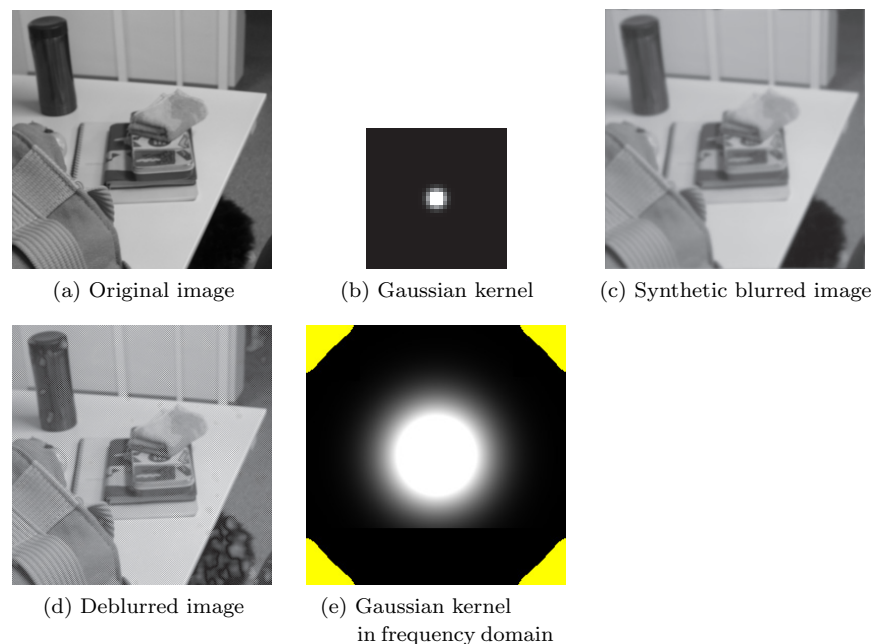 (a) Original image
(b) Gaussian kernel
(c) Synthetic blurred image
(d) Deblurred image
(e) Gaussian kernel
in frequency domain